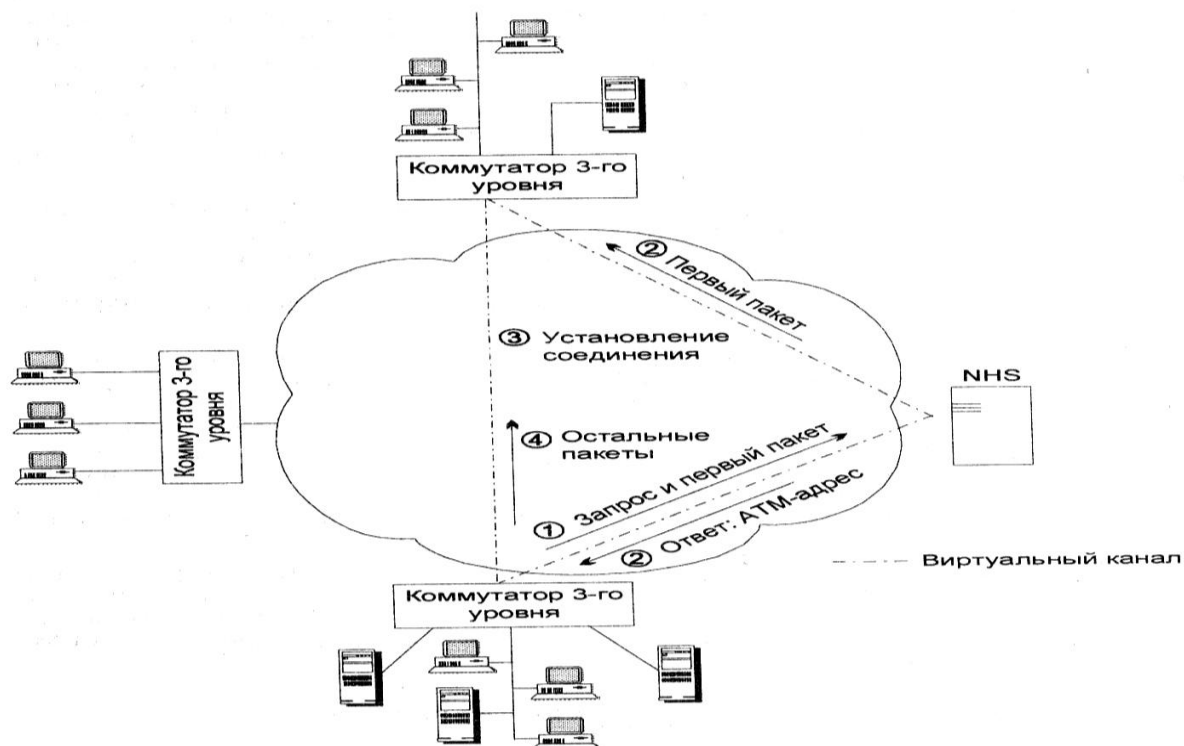 Коммутатор 3-го
уровня
② Первый пакет
③ Установление
соединения
NHS
Коммутатор 3-го
уровня
④ Остальные
пакеты
① Запрос и первый пакет
② Ответ: АТМ-адрес
Виртуальный канал
Коммутатор 3-го
уровня